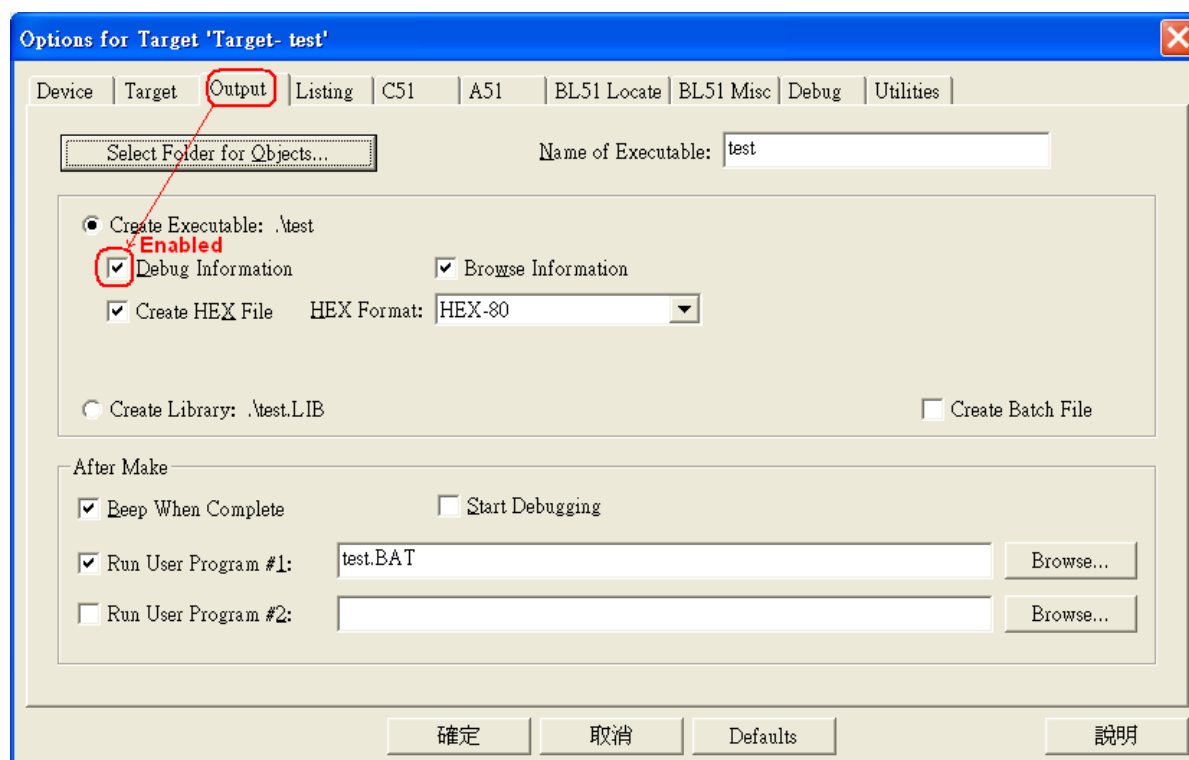 Options for Target 'Target- test'
Device Target Output Listing C51 A51 BL51 Locate BL51 Misc Debug Utilities
Select Folder for Objects... Name of Executable: test
Create Executable: .\test
Enabled
Debug Information Browse Information
Create HEX File HEX Format: HEX-80
Create Library: .\test.LIB Create Batch File
After Make
Beep When Complete Start Debugging
Run User Program #1: test.BAT Browse...
Run User Program #2: Browse...
確定 取消 Defaults 說明